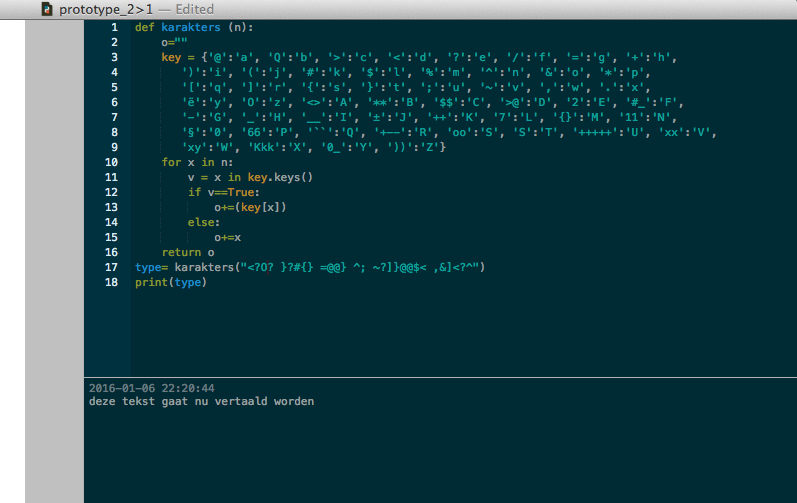 prototype_2>1 — Edited
1 def karakters (n):
2 o=""
3 key = {'@':'a', 'Q':'b', '>':'c', '<':'d', '?':'e', '/':'f', '=':'g', '+':'h',
4 ')':'i', '(':'j', '#':'k', '$':'l', '%':'m', '^':'n', '&':'o', '*':'p',
5 '[':'q', ']':'r', '{':'s', '}':'t', ';':'u', '~':'v', ',':'w', '.':'x',
6 'ë':'y', 'O':'z', '<>':'A', '**':'B', '$$':'C', '>@':'D', '2':'E', '#_':'F',
7 '-':'G', '_':'H', '__':'I', '±':'J', '++':'K', '7':'L', '{}':'M', '11':'N',
8 '§':'0', '66':'P', '``':'Q', '+--':'R', 'oo':'S', 'S':'T', '+++++':'U', 'xx':'V',
9 'xy':'W', 'Kkk':'X', '0_':'Y', '))':'Z'}
10 for x in n:
11 v = x in key.keys()
12 if v==True:
13 o+=(key[x])
14 else:
15 o+=x
16 return o
17 type= karakters("<?O? }?#{} =@@} ^; ~?]}@@$< ,&]<?^")
18 print(type)
2016-01-06 22:20:44
deze tekst gaat nu vertaald worden